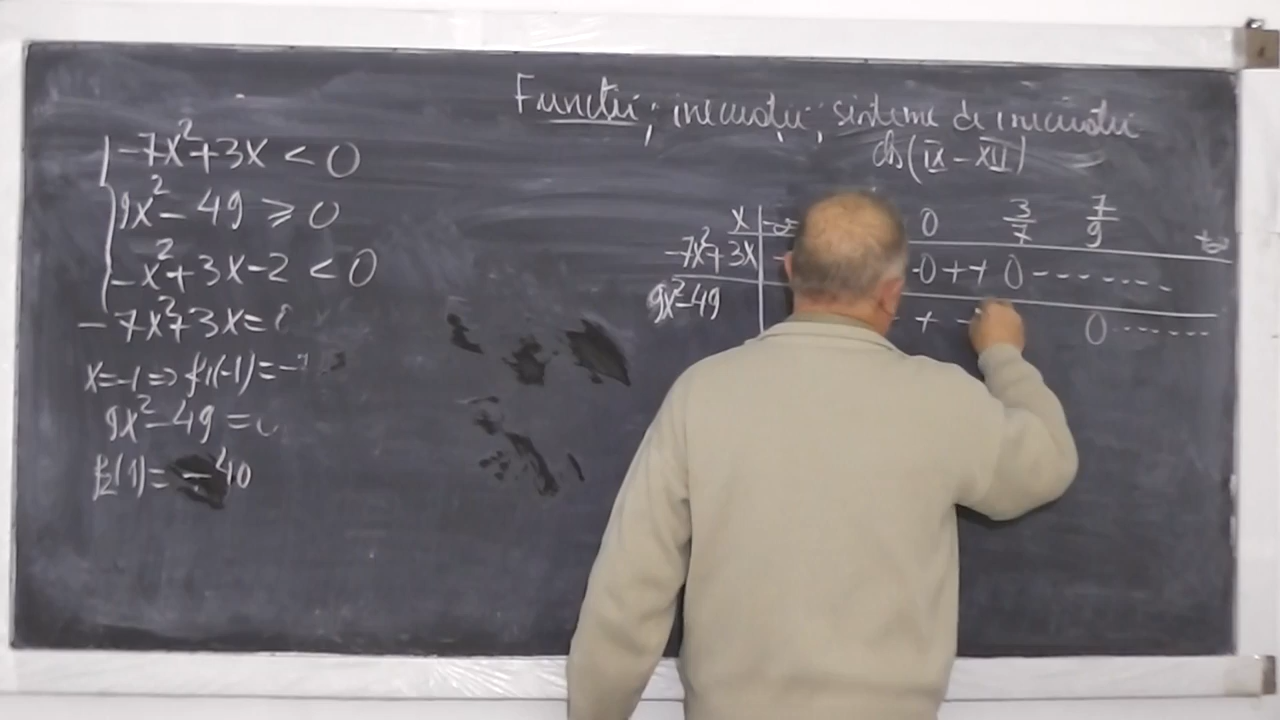 Funcții; inecuații; sisteme de inecuații
cls (IX - XII)
-7x²+3x < 0
9x² - 49 ⩾ 0
-x²+3x-2 < 0
-7x²+3x=0
x=-1 => f1(-1)=-
9x²-49=0
f2(1)= -40
x -∞ 0 3/7 7/9 +∞
-7x²+3x - -0++0-------
9x²-49 - + - 0-------